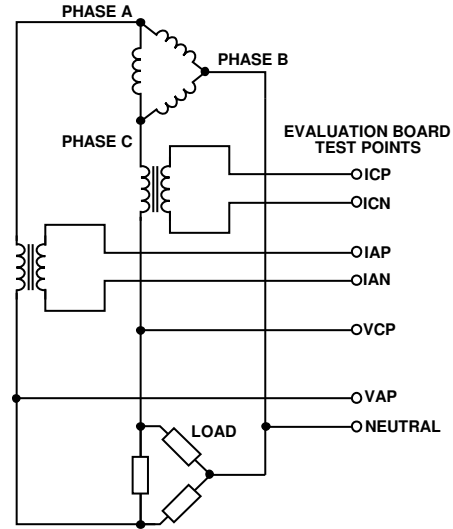 PHASE A
PHASE B
PHASE C
EVALUATION BOARD
TEST POINTS
ICP
ICN
IAP
IAN
VCP
VAP
LOAD
NEUTRAL